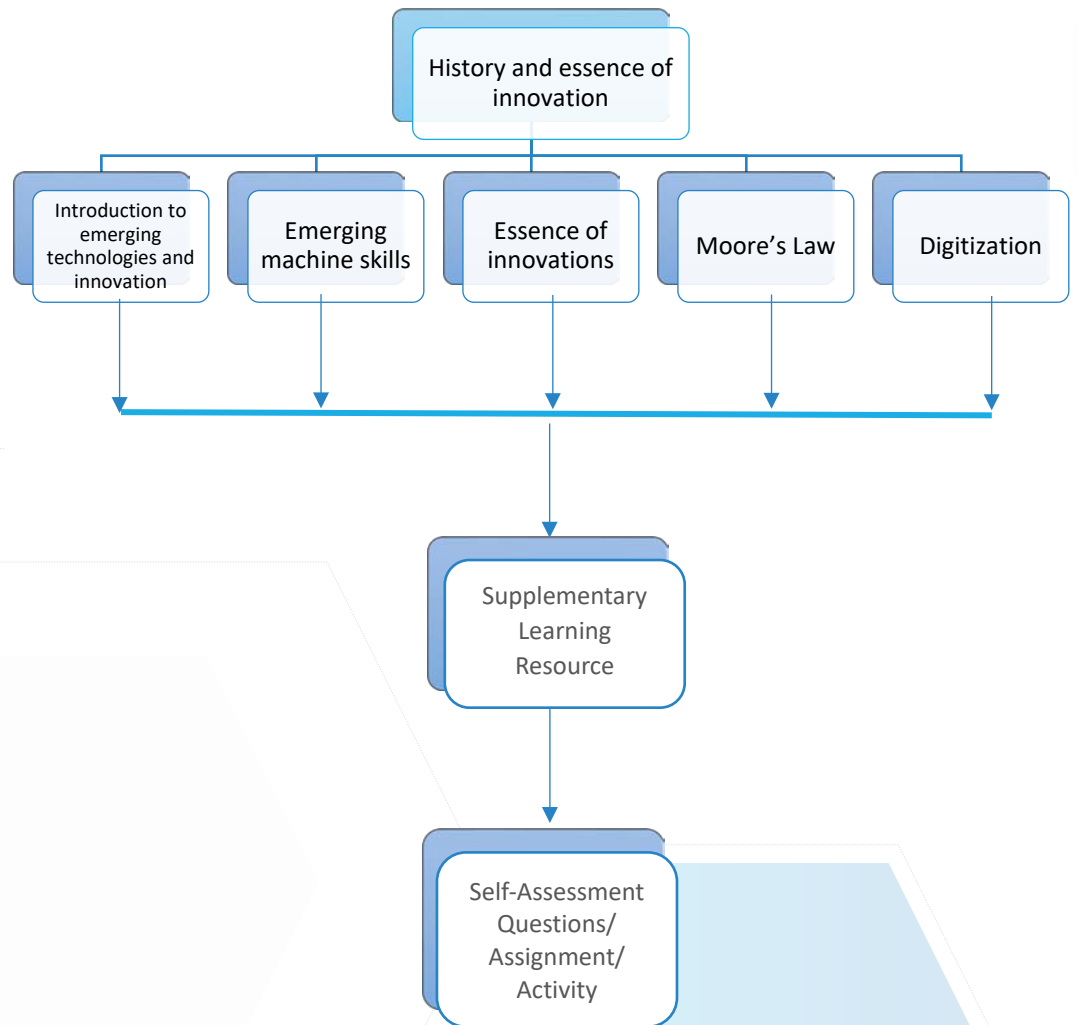 History and essence of
innovation
Introduction to
emerging
technologies and
innovation
Emerging
machine skills
Essence of
innovations
Moore’s Law
Digitization
Supplementary
Learning
Resource
Self-Assessment
Questions/
Assignment/
Activity